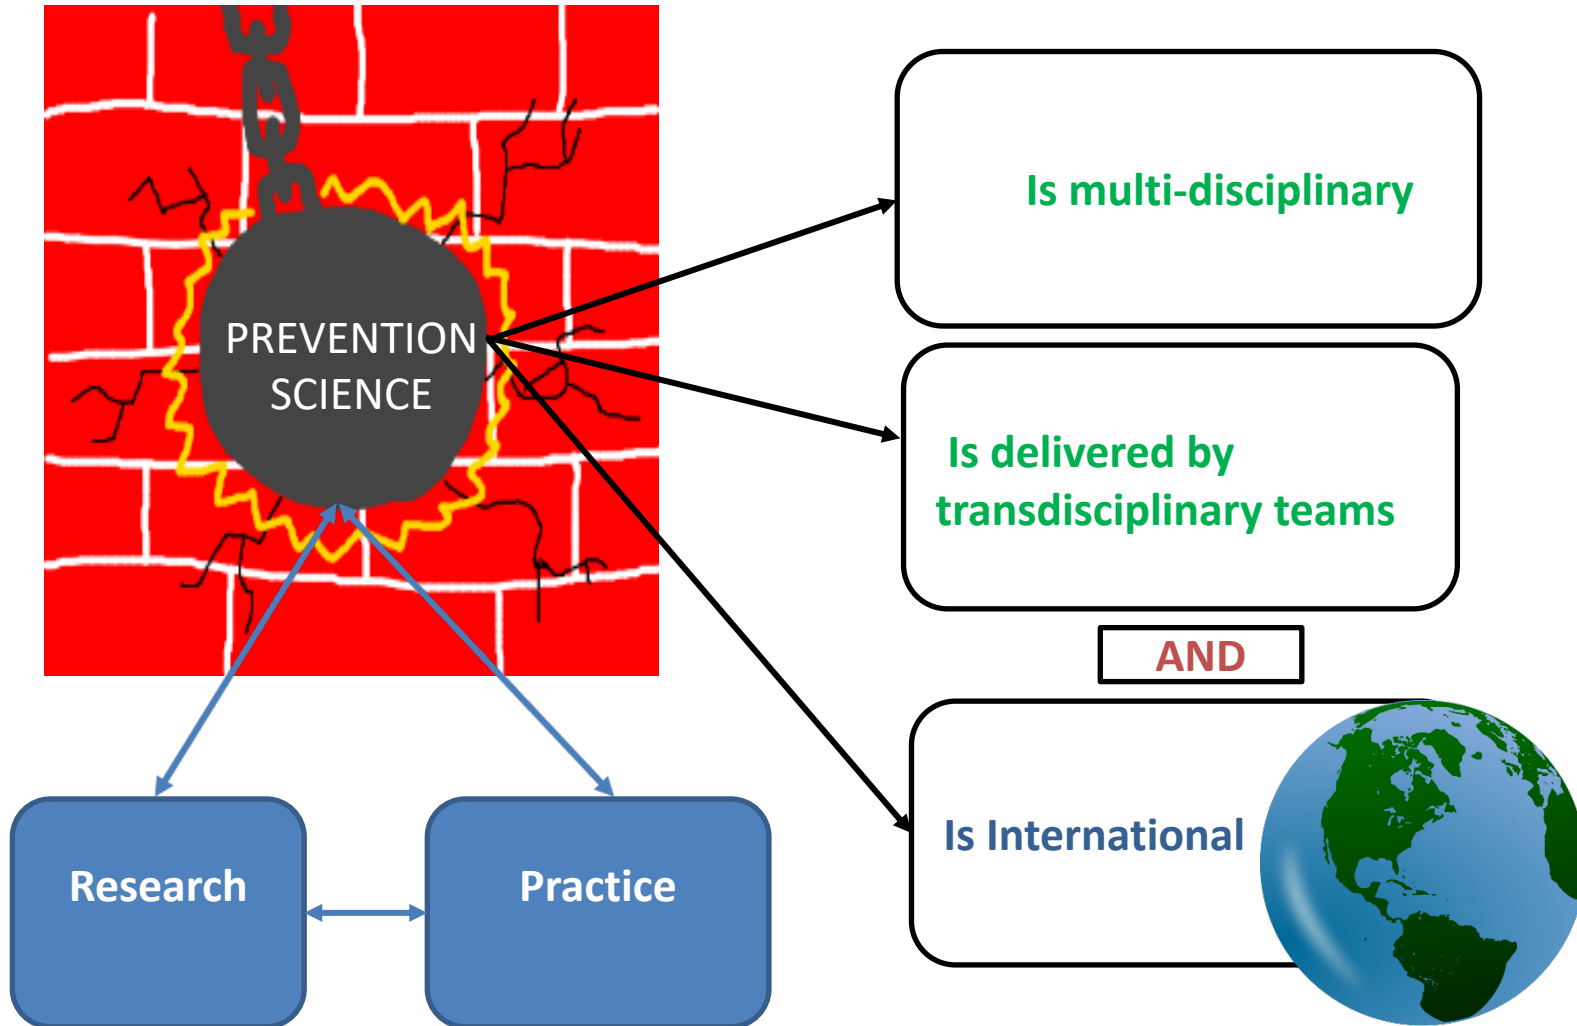 PREVENTION
SCIENCE
Is multi-disciplinary
Is delivered by
transdisciplinary teams
AND
Is International
Research
Practice